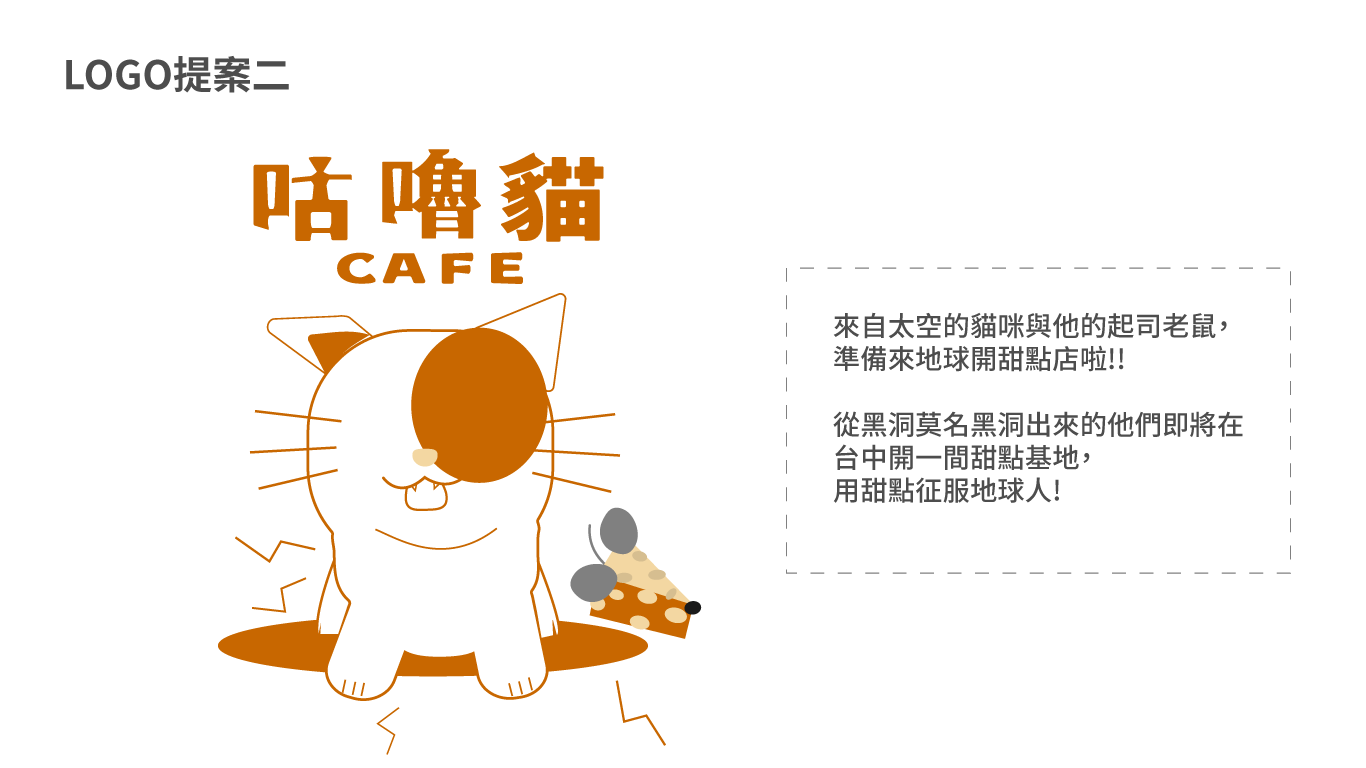 LOGO提案二
咕嚕貓
CAFE
來自太空的貓咪與他的起司老鼠，
準備來地球開甜點店啦!!
從黑洞莫名黑洞出來的他們即將在
台中開一間甜點基地，
用甜點征服地球人!